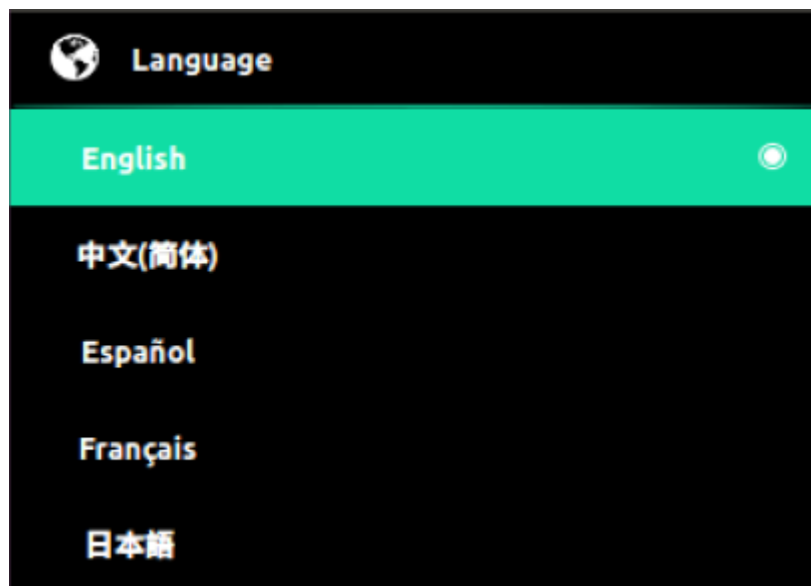 Language
English
中文(简体)
Español
Français
日本語